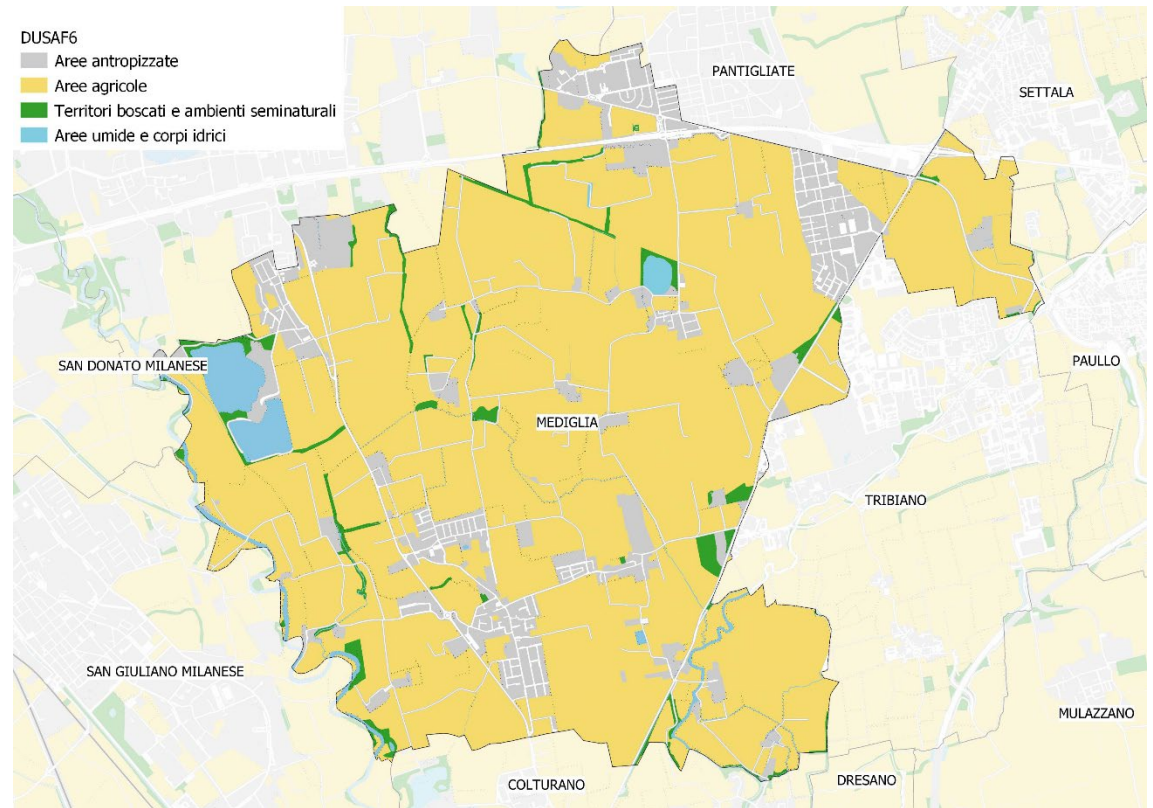 DUSAF6
Aree antropizzate
Aree agricole
Territori boscati e ambienti seminaturali
Aree umide e corpi idrici
PANTIGLIATE
SETTALA
SAN DONATO MILANESE
PAULLO
MEDIGLIA
TRIBIANO
SAN GIULIANO MILANESE
MULAZZANO
COLTURANO
DRESANO